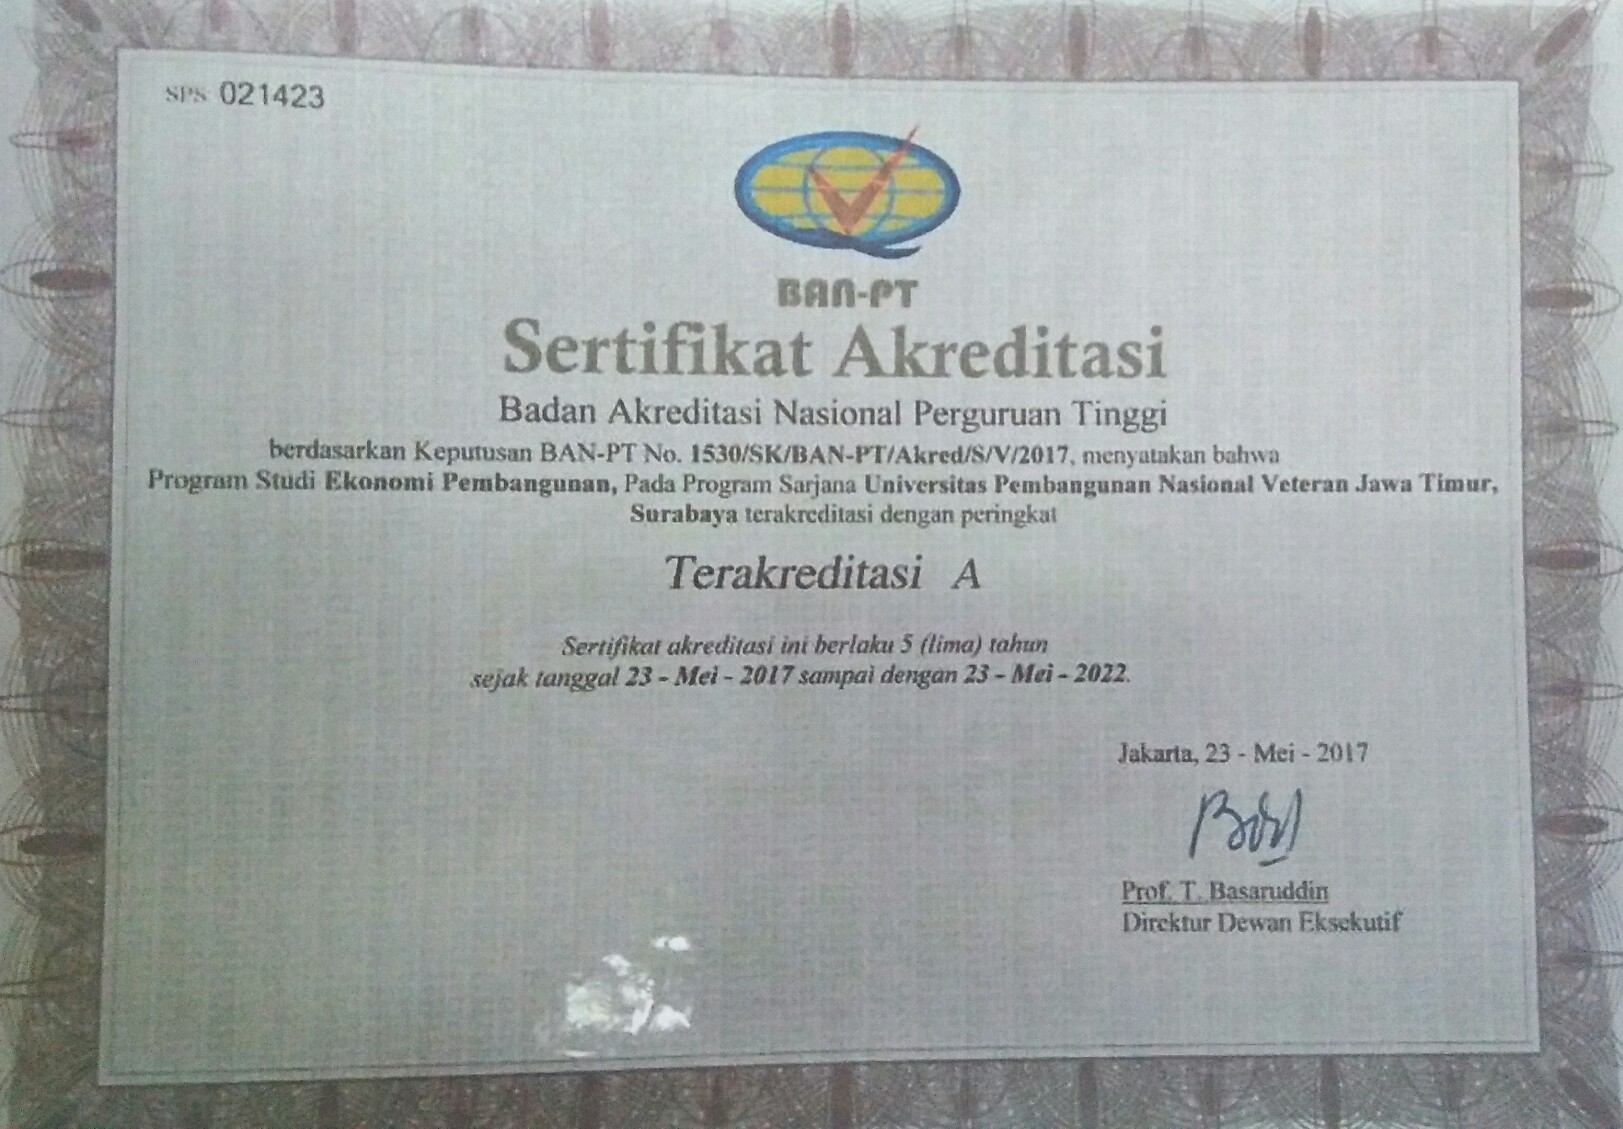 SPS 021423
BAN-PT
Sertifikat Akreditasi
Badan Akreditasi Nasional Perguruan Tinggi
berdasarkan Keputusan BAN-PT No. 1530/SK/BAN-PT/Akred/S/V/2017, menyatakan bahwa
Program Studi Ekonomi Pembangunan, Pada Program Sarjana Universitas Pembangunan Nasional Veteran Jawa Timur,
Surabaya terakreditasi dengan peringkat
Terakreditasi A
Sertifikat akreditasi ini berlaku 5 (lima) tahun
sejak tanggal 23 - Mei - 2017 sampai dengan 23 - Mei - 2022.
Jakarta, 23 - Mei - 2017
Prof. T. Basaruddin
Direktur Dewan Eksekutif